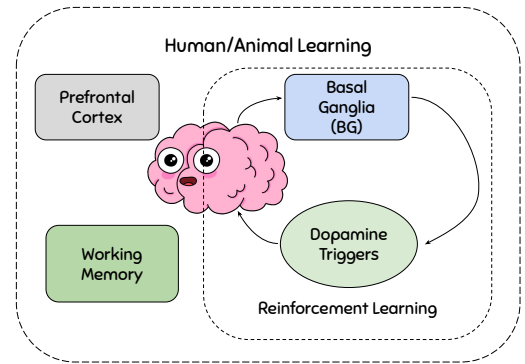 Human/Animal Learning
Prefrontal
Cortex
Basal
Ganglia
(BG)
Working
Memory
Dopamine
Triggers
Reinforcement Learning